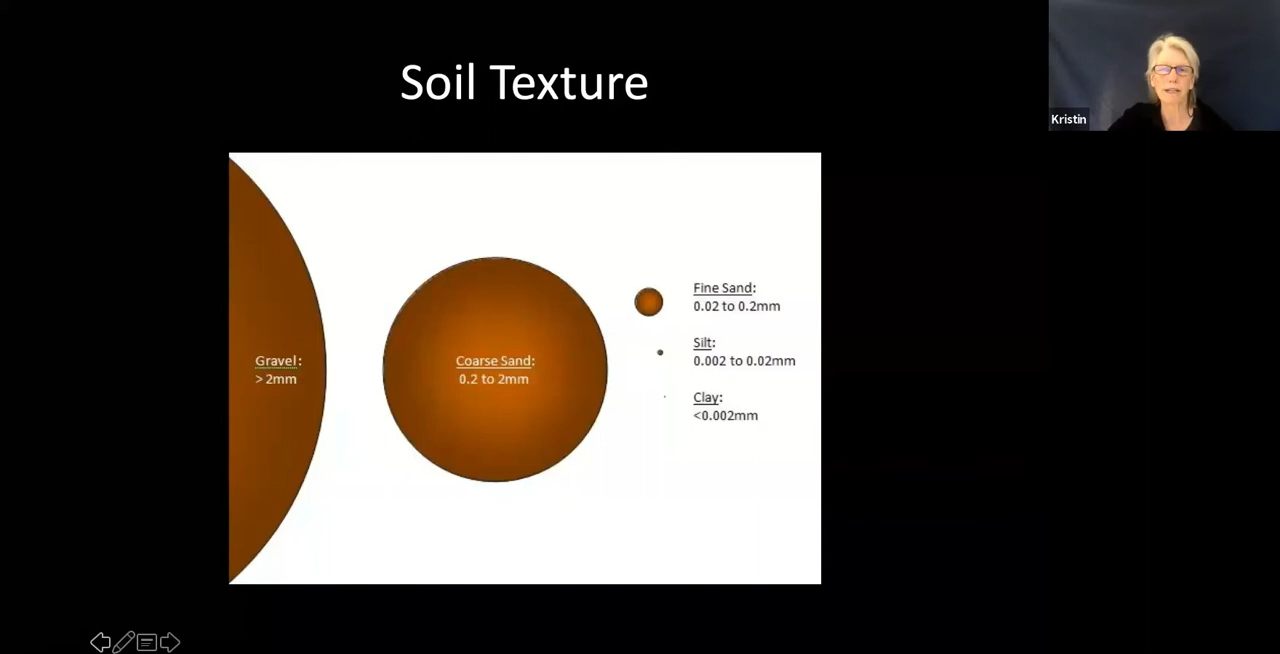 Soil Texture
Kristin
Gravel:
> 2mm
Coarse Sand:
0.2 to 2mm
Fine Sand:
0.02 to 0.2mm
Silt:
0.002 to 0.02mm
Clay:
<0.002mm